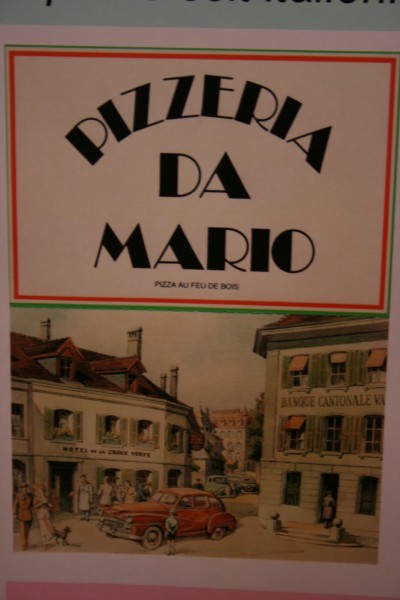 PIZZERIA
DA
MARIO
PIZZA AU FEU DE BOIS
HOTEL DE LA CROIX VERTE
BANQUE CANTONALE VA